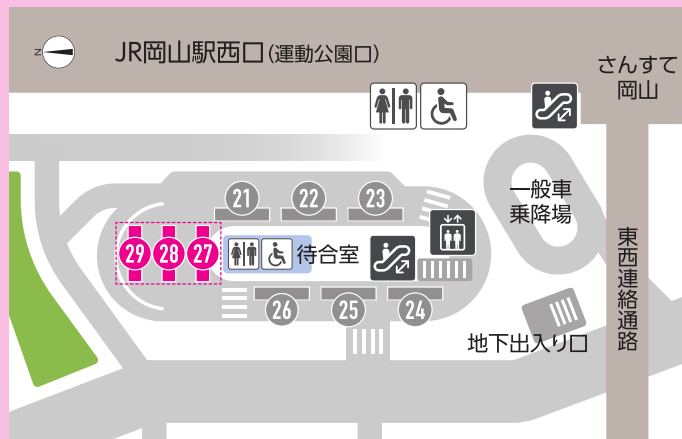 N
JR岡山駅西口(運動公園口)
さんすて
岡山
21
22
23
一般車
乗降場
29
28
27
待合室
東西連絡通路
26
25
24
地下出入り口